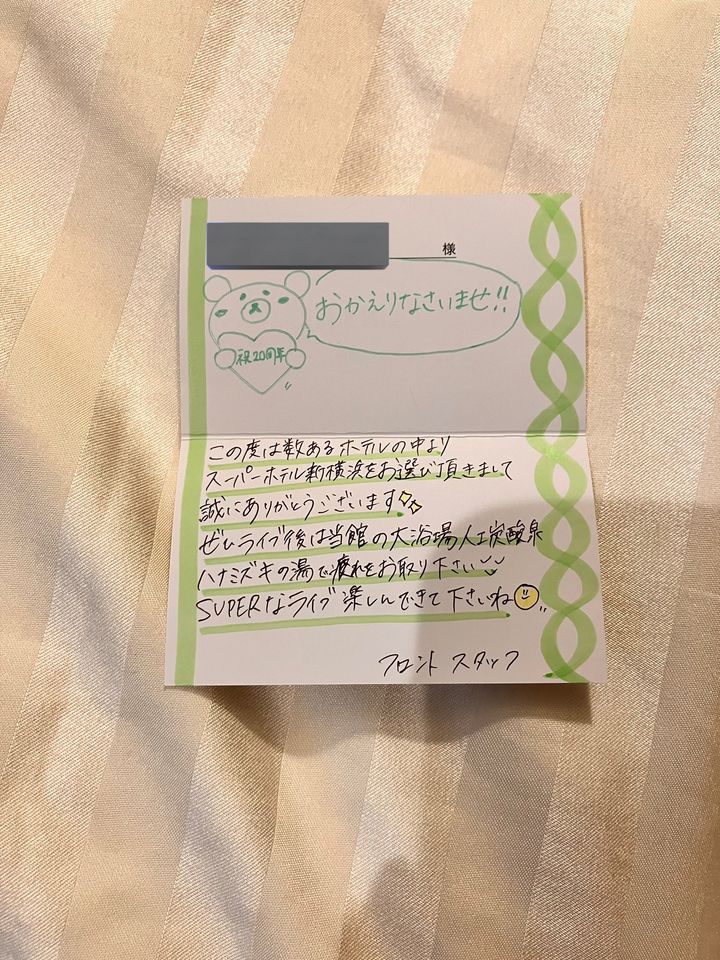 様
おかえりなさいませ!!
祝20周年
この度は数あるホテルの中より
スーパーホテル新横浜をお選び頂きまして
誠にありがとうございます
ぜひライブ後は当館の大浴場人工炭酸泉
ハナミズキの湯で疲れをお取り下さい
SUPERなライブ楽しんできて下さいね
フロント スタッフ